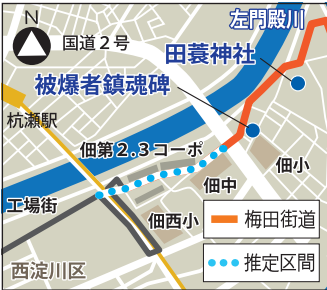 左門殿川
N
国道2号
田蓑神社
被爆者鎮魂碑
杭瀬駅
佃第2.3コーポ
佃小
佃中
工場街
佃西小
梅田街道
推定区間
西淀川区